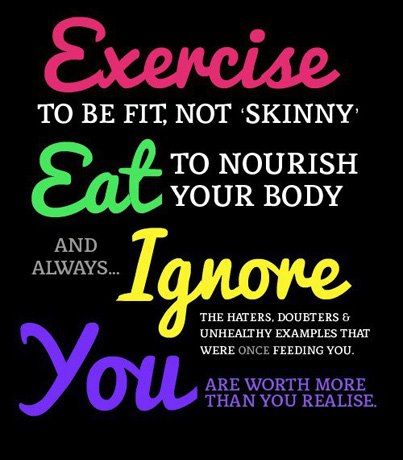 Exercise
TO BE FIT, NOT ‘SKINNY’
Eat TO NOURISH
YOUR BODY
AND
ALWAYS... Ignore
THE HATERS, DOUBTERS &
UNHEALTHY EXAMPLES THAT
WERE ONCE FEEDING YOU.
You ARE WORTH MORE
THAN YOU REALISE.